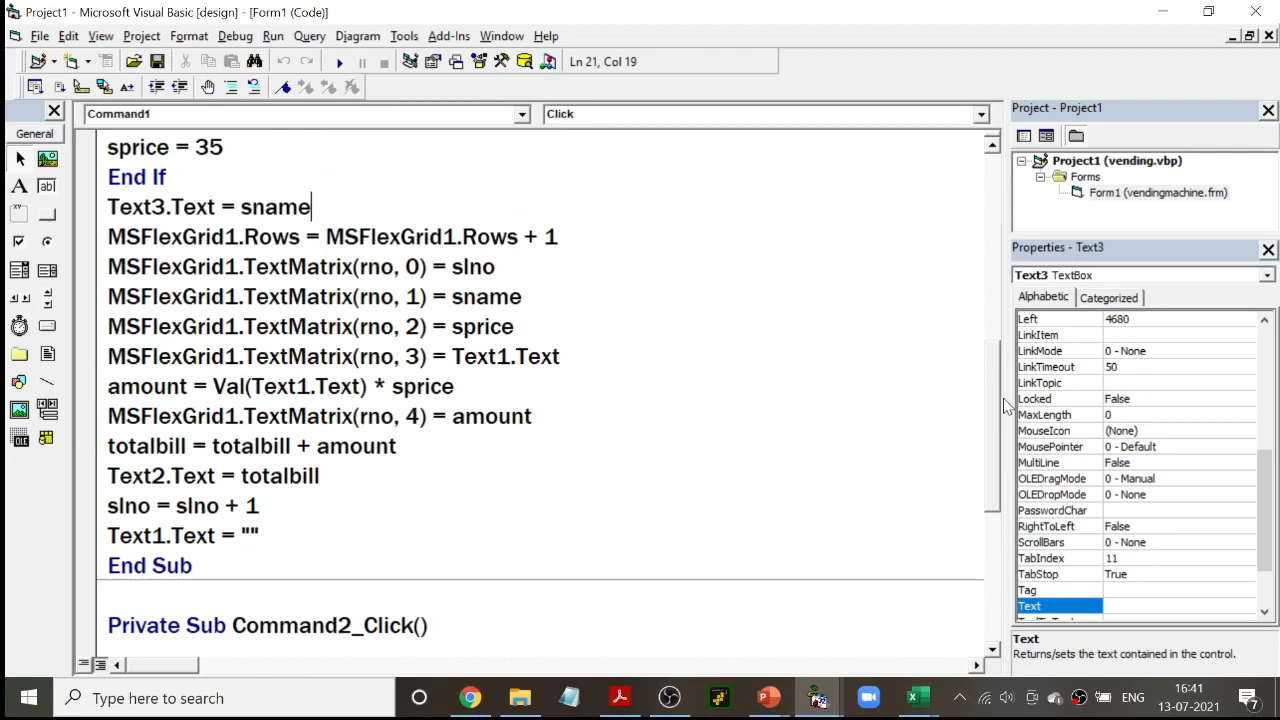 Project1 - Microsoft Visual Basic [design] - [Form1 (Code)]
File Edit View Project Format Debug Run Query Diagram Tools Add-Ins Window Help
Ln 21, Col 19
General
Command1
Click
sprice = 35
End If
Text3.Text = sname
MSFlexGrid1.Rows = MSFlexGrid1.Rows + 1
MSFlexGrid1.TextMatrix(rno, 0) = slno
MSFlexGrid1.TextMatrix(rno, 1) = sname
MSFlexGrid1.TextMatrix(rno, 2) = sprice
MSFlexGrid1.TextMatrix(rno, 3) = Text1.Text
amount = Val(Text1.Text) * sprice
MSFlexGrid1.TextMatrix(rno, 4) = amount
totalbill = totalbill + amount
Text2.Text = totalbill
slno = slno + 1
Text1.Text = ""
End Sub
Private Sub Command2_Click()
Project - Project1
Project1 (vending.vbp)
Forms
Form1 (vendingmachine.frm)
Properties - Text3
Text3 TextBox
Alphabetic Categorized
Left 4680
LinkItem
LinkMode 0 - None
LinkTimeout 50
LinkTopic
Locked False
MaxLength 0
MouseIcon (None)
MousePointer 0 - Default
MultiLine False
OLEDragMode 0 - Manual
OLEDropMode 0 - None
PasswordChar
RightToLeft False
ScrollBars 0 - None
TabIndex 11
TabStop True
Tag
Text
Text
Returns/sets the text contained in the control.
Type here to search
ENG
16:41
13-07-2021
7